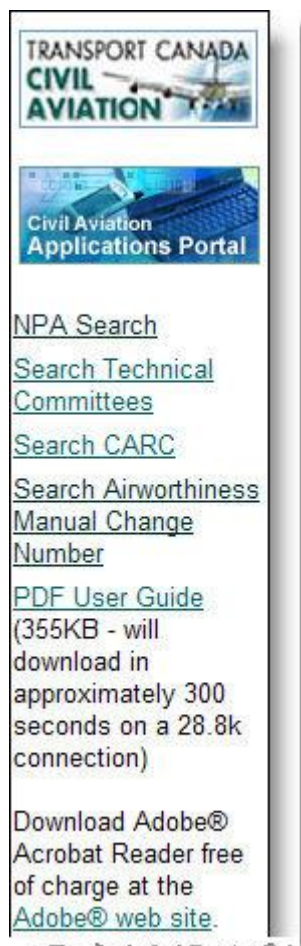 TRANSPORT CANADA
CIVIL
AVIATION
Civil Aviation
Applications Portal
NPA Search
Search Technical
Committees
Search CARC
Search Airworthiness
Manual Change
Number
PDF User Guide
(355KB - will
download in
approximately 300
seconds on a 28.8k
connection)
Download Adobe®
Acrobat Reader free
of charge at the
Adobe® web site.